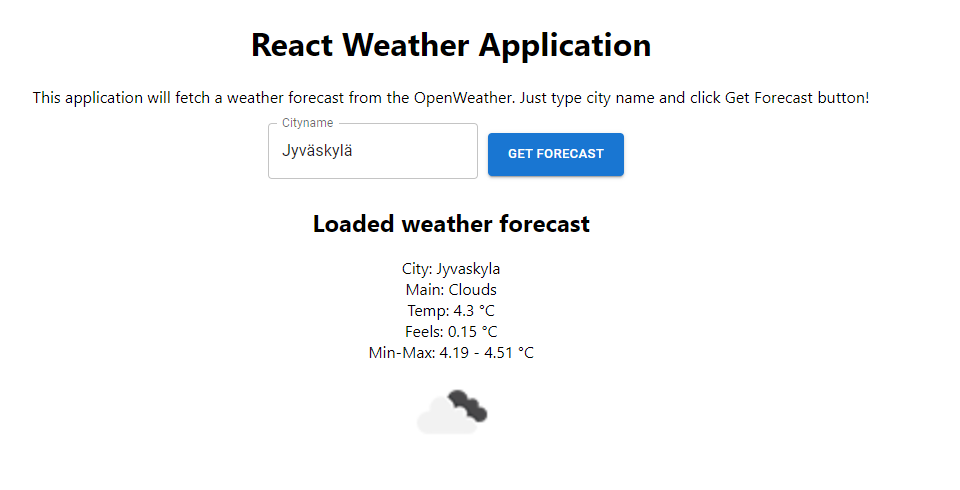 React Weather Application
This application will fetch a weather forecast from the OpenWeather. Just type city name and click Get Forecast button!
Cityname
Jyväskylä
GET FORECAST
Loaded weather forecast
City: Jyvaskyla
Main: Clouds
Temp: 4.3 °C
Feels: 0.15 °C
Min-Max: 4.19 - 4.51 °C